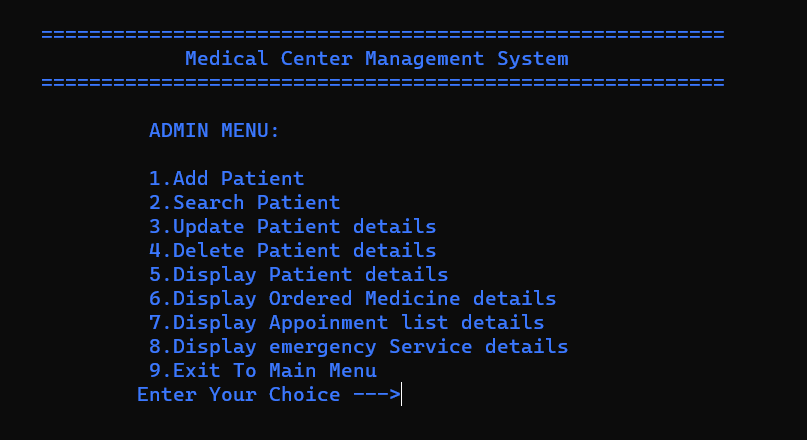 =========================================================
Medical Center Management System
=========================================================
ADMIN MENU:
1.Add Patient
2.Search Patient
3.Update Patient details
4.Delete Patient details
5.Display Patient details
6.Display Ordered Medicine details
7.Display Appoinment list details
8.Display emergency Service details
9.Exit To Main Menu
Enter Your Choice --->